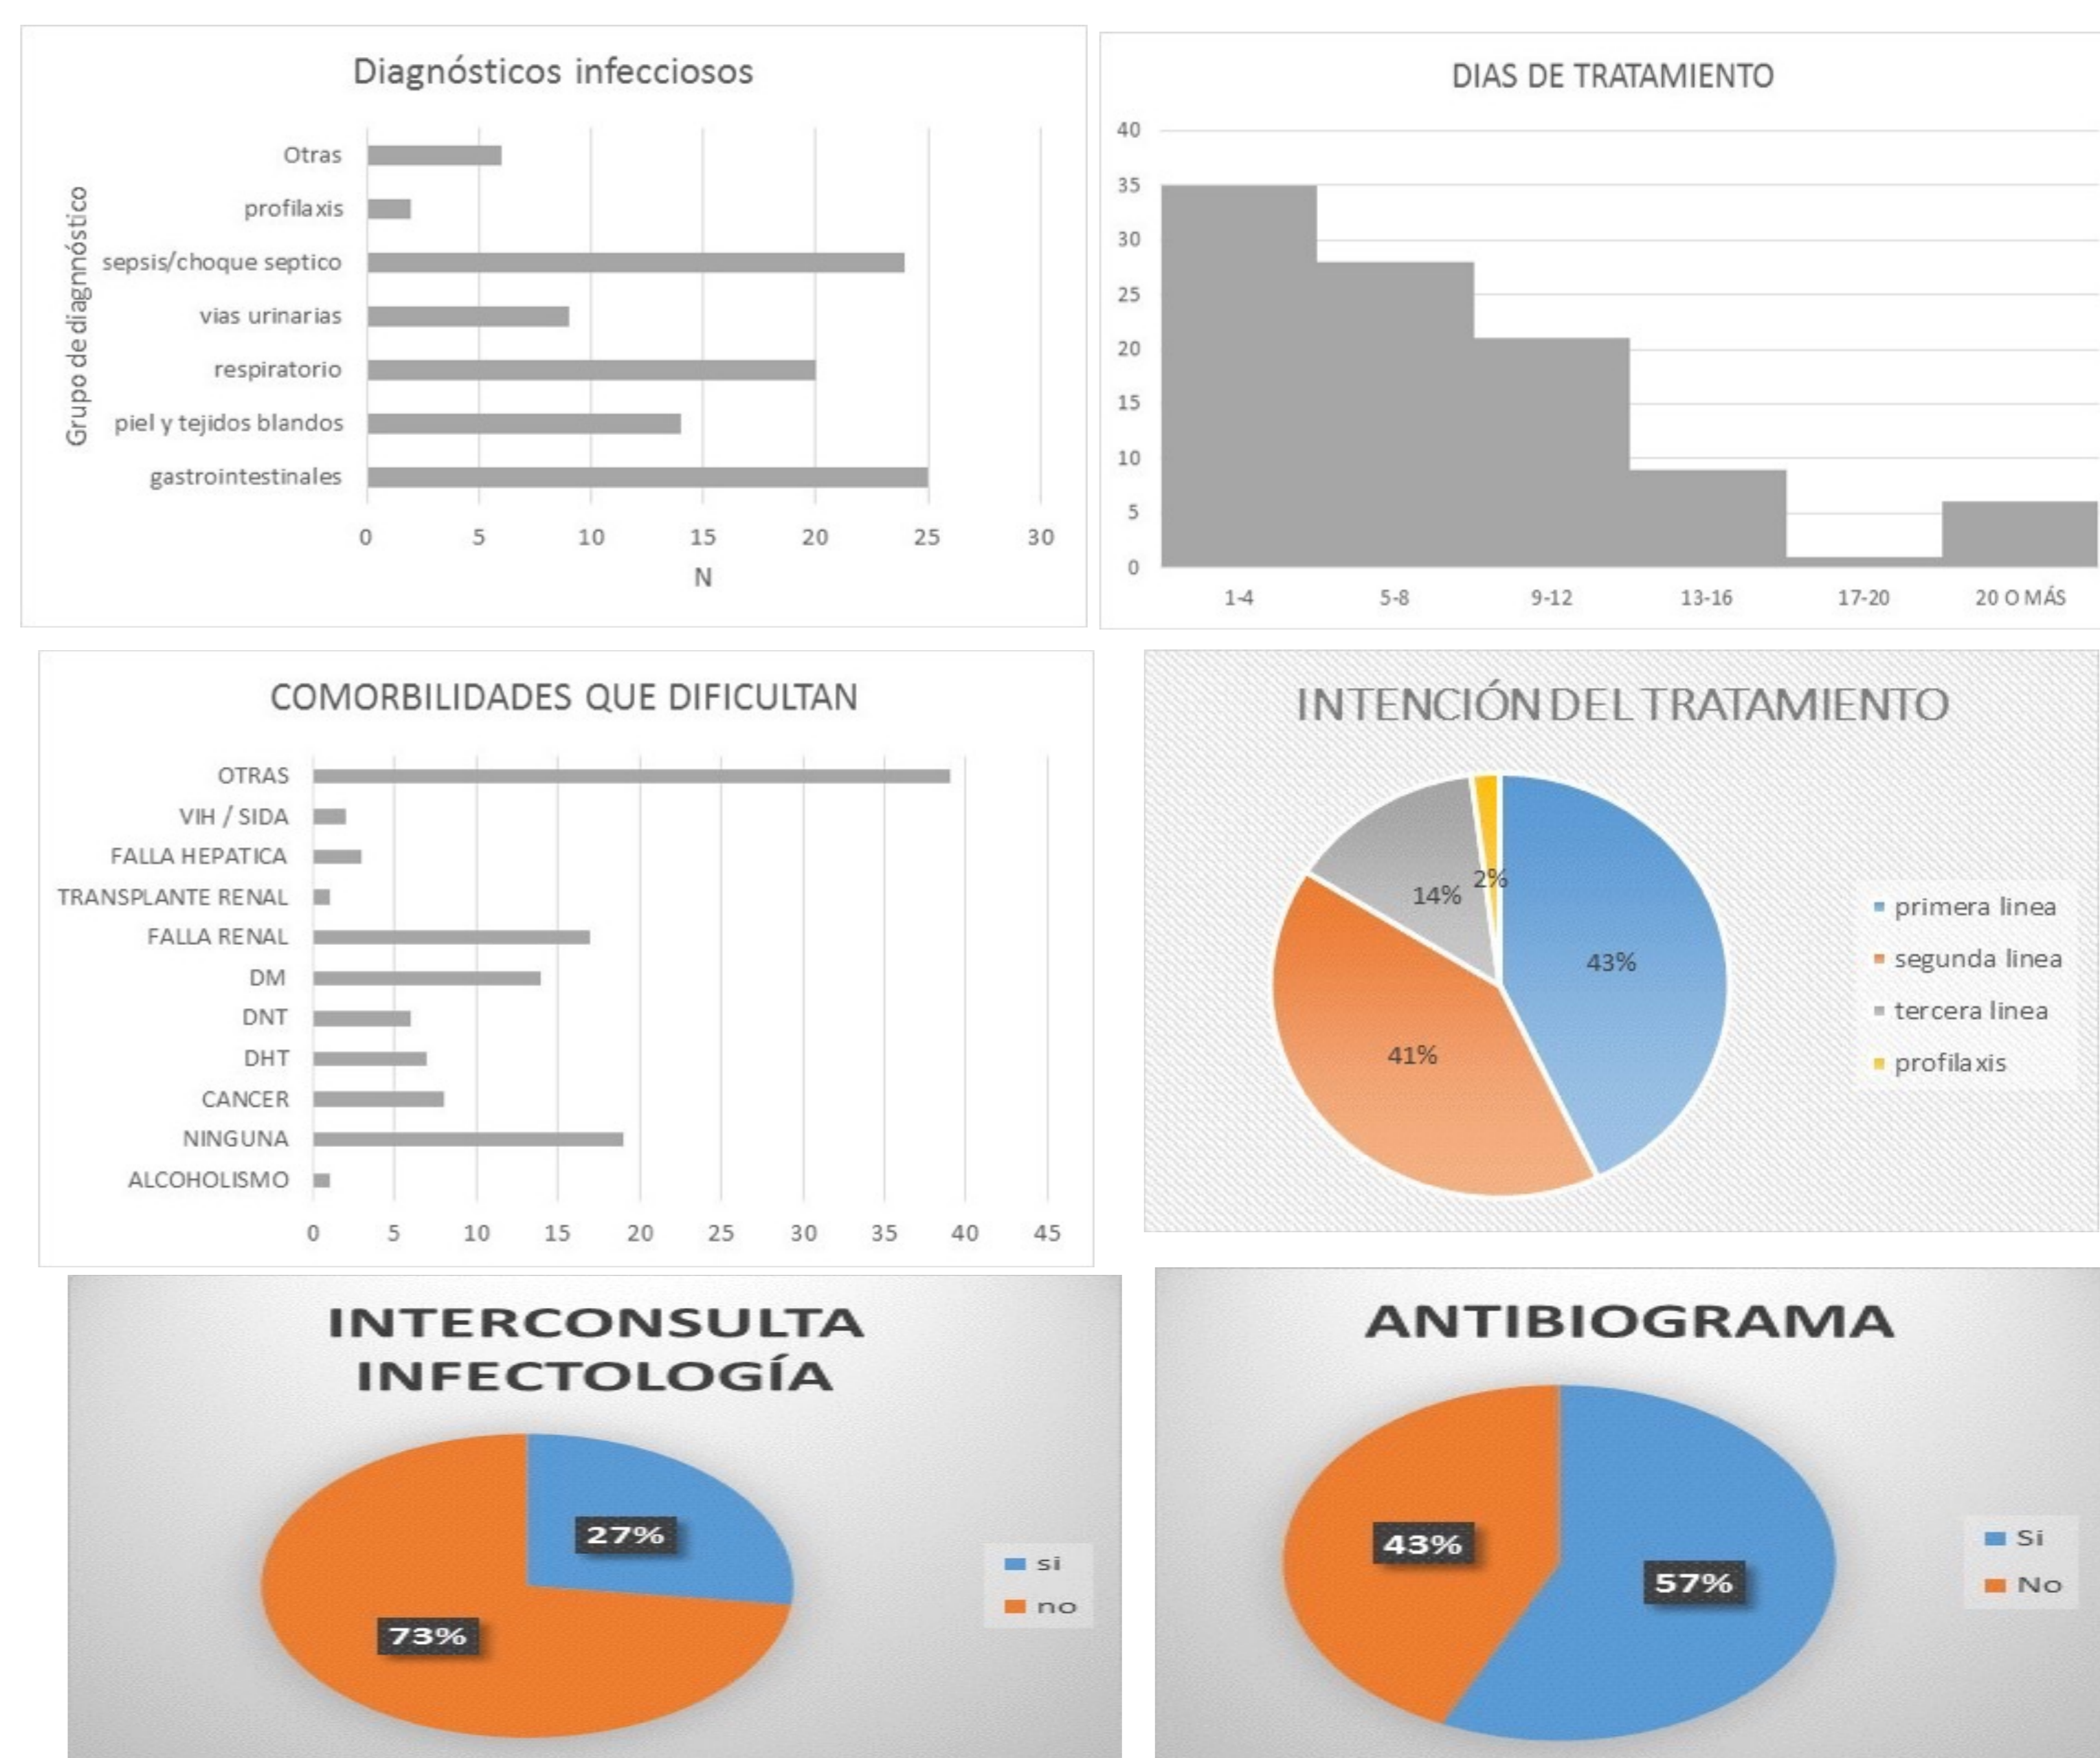 Diagnósticos infecciosos
Grupo de diagnnóstico
Otras
profilaxis
sepsis/choque septico
vias urinarias
respiratorio
piel y tejidos blandos
gastrointestinales
0 5 10 15 20 25 30
N
DIAS DE TRATAMIENTO
40
35
30
25
20
15
10
5
0
1-4 5-8 9-12 13-16 17-20 20 O MÁS
COMORBILIDADES QUE DIFICULTAN
OTRAS
VIH / SIDA
FALLA HEPATICA
TRANSPLANTE RENAL
FALLA RENAL
DM
DNT
DHT
CANCER
NINGUNA
ALCOHOLISMO
0 5 10 15 20 25 30 35 40 45
INTENCIÓN DEL TRATAMIENTO
2%
14%
43%
41%
primera linea
segunda linea
tercera linea
profilaxis
INTERCONSULTA
INFECTOLOGÍA
27%
73%
si
no
ANTIBIOGRAMA
43%
57%
Si
No